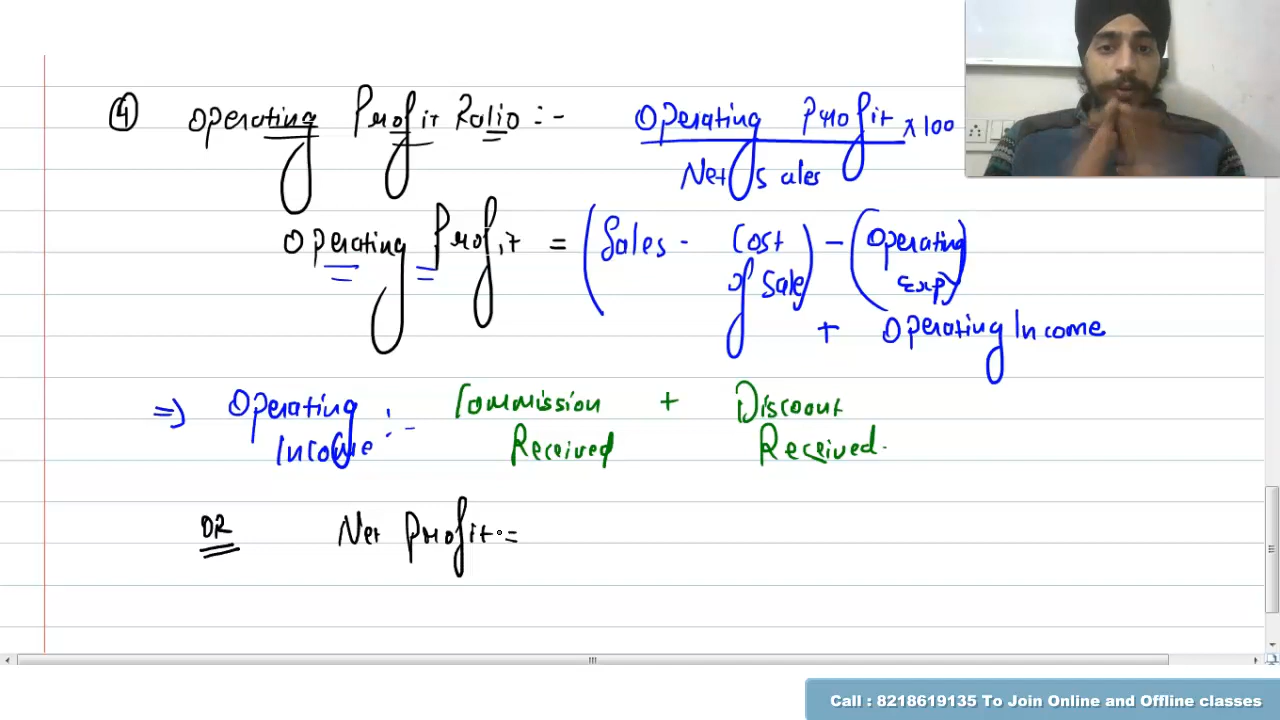 ④ Operating Profit Ratio :- Operating Profit x 100
Net Sales
Operating Profit = (Sales - Cost of Sale) - (Operating Exp)
+ Operating Income
=) Operating Income :- Commission Received + Discount Received.
OR Net Profit =
Call : 8218619135 To Join Online and Offline classes